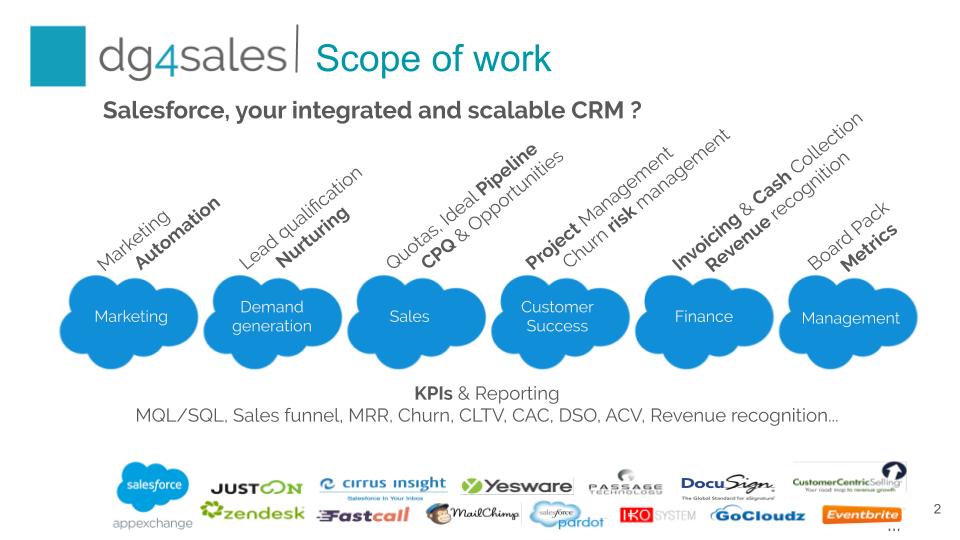 dg4sales| Scope of work
Salesforce, your integrated and scalable CRM ?
Marketing
Automation
Lead qualification
Nurturing
Quotas, Ideal Pipeline
CPQ & Opportunities
Project Management
Churn risk management
Invoicing & Cash Collection
Revenue recognition
Board Pack
Metrics
Marketing
Demand
generation
Sales
Customer
Success
Finance
Management
KPIs & Reporting
MQL/SQL, Sales funnel, MRR, Churn, CLTV, CAC, DSO, ACV, Revenue recognition...
salesforce
appexchange
JUSTON
cirrus insight
Salesforce In Your Inbox
Yesware
PASSAGE
TECHNOLOGY
DocuSign
The Global Standard for eSignature
CustomerCentricSelling
Your road map to revenue growth.
zendesk
Fastcall
MailChimp
salesforce
pardot
IKO SYSTEM
GoCloudz
Eventbrite
...
2